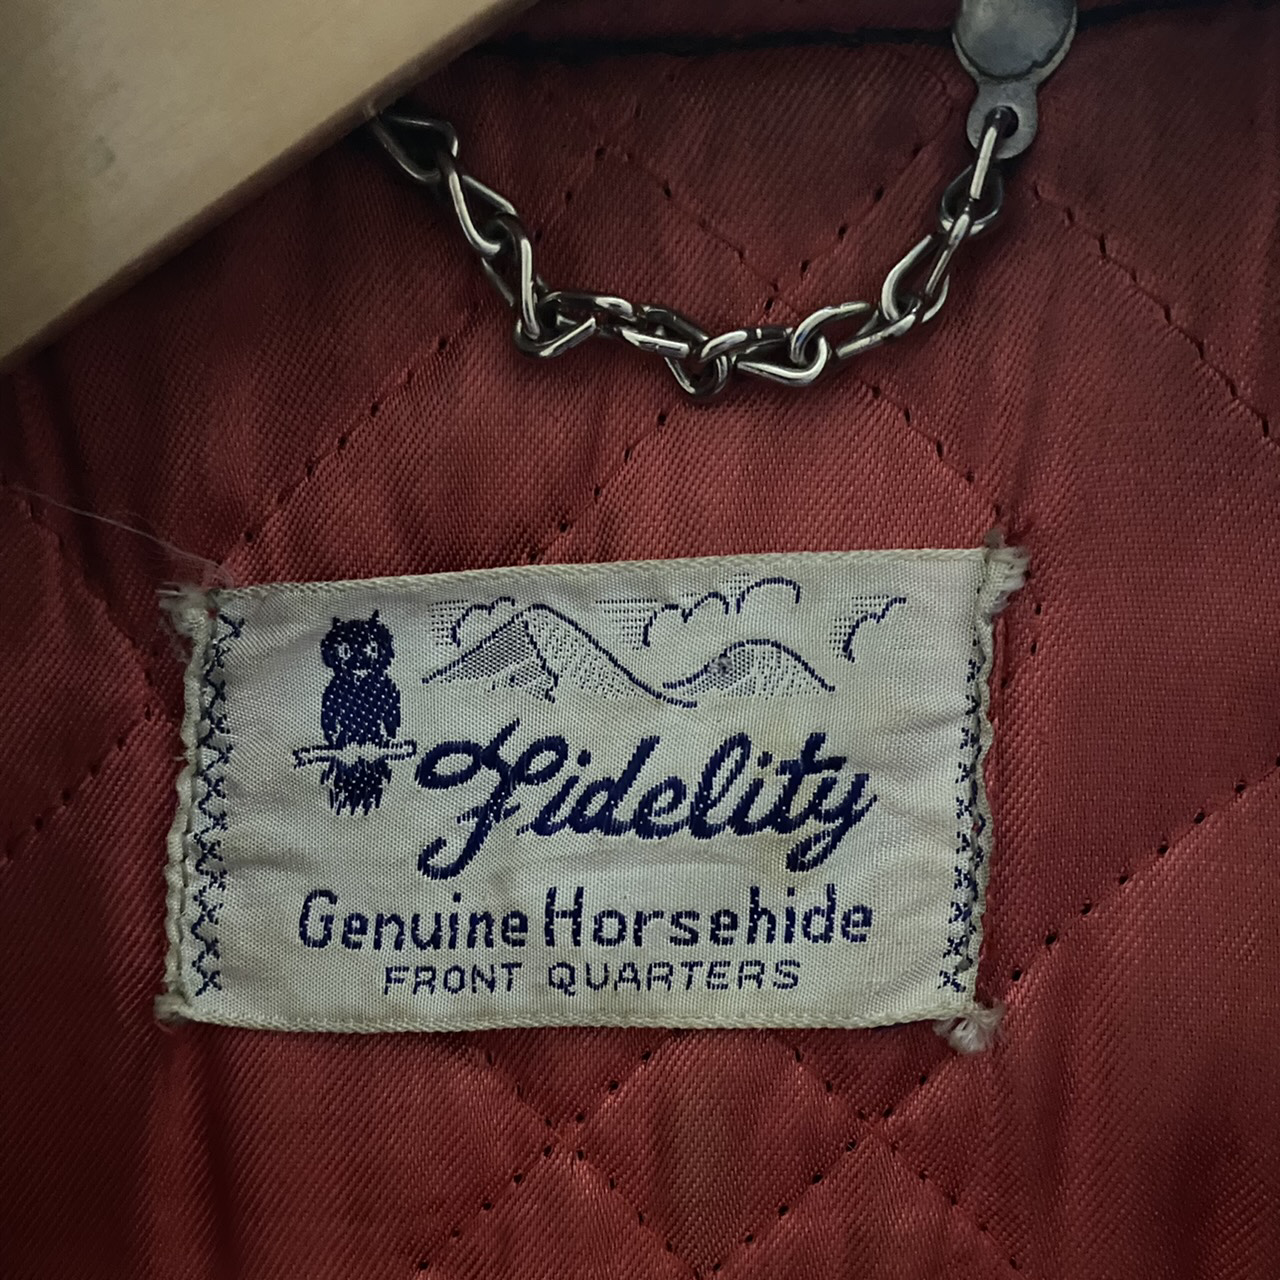 Fidelity
Genuine Horsehide
FRONT QUARTERS